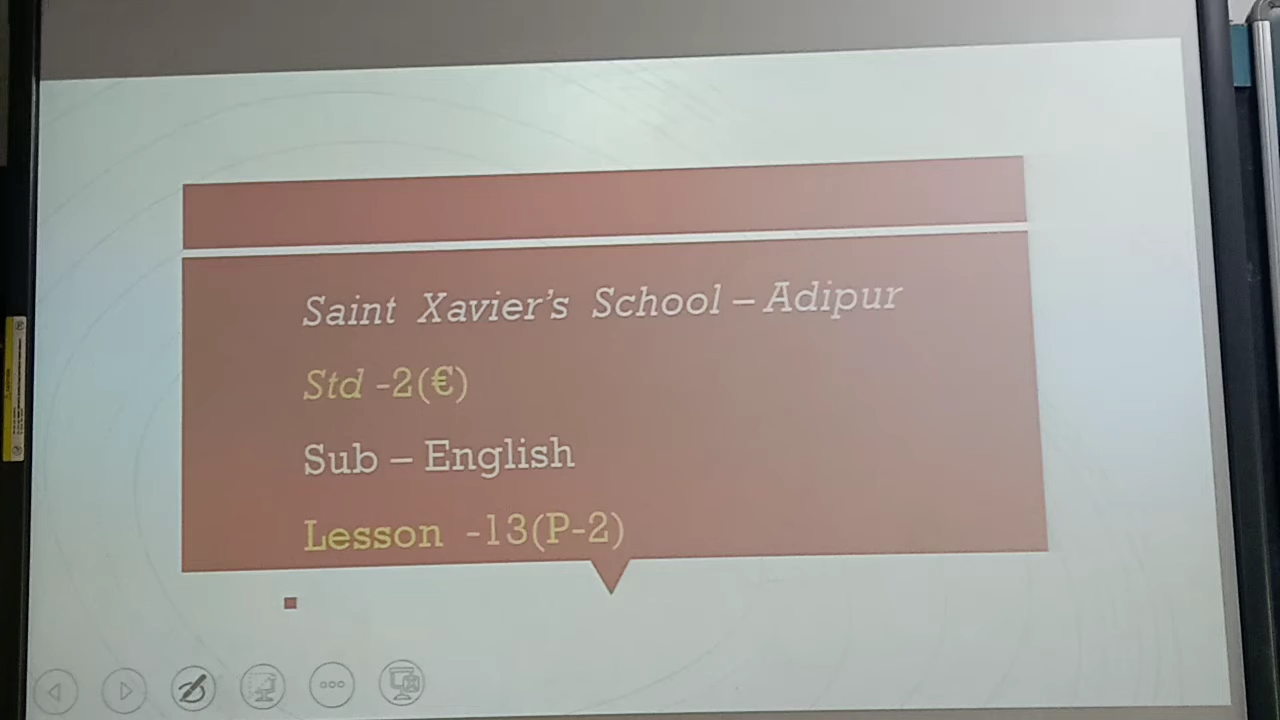 Saint Xavier's School – Adipur
Std -2(€)
Sub – English
Lesson -13(P-2)